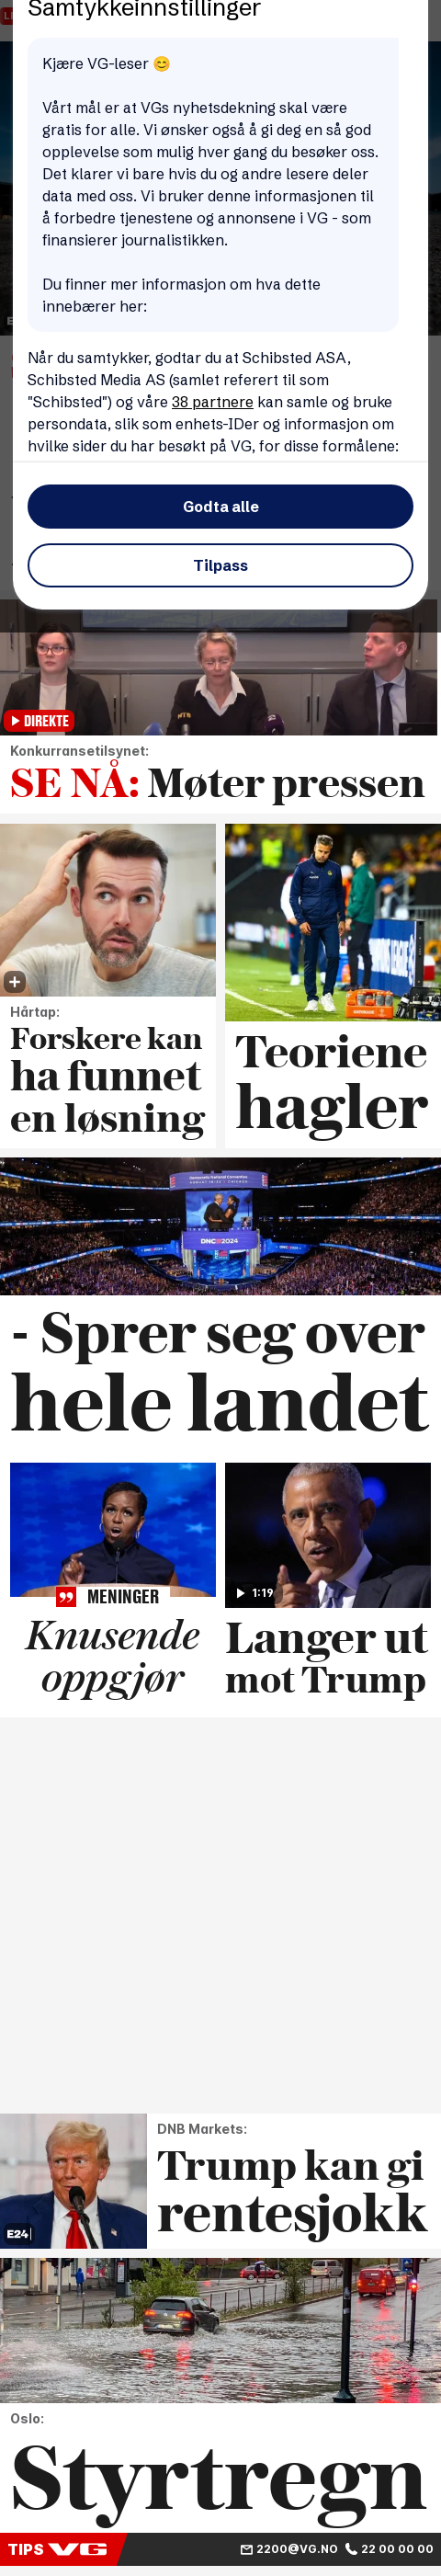 Samtykkeinnstillinger
Kjære VG-leser 😊
Vårt mål er at VGs nyhetsdekning skal være
gratis for alle. Vi ønsker også å gi deg en så god
opplevelse som mulig hver gang du besøker oss.
Det klarer vi bare hvis du og andre lesere deler
data med oss. Vi bruker denne informasjonen til
å forbedre tjenestene og annonsene i VG - som
finansierer journalistikken.
Du finner mer informasjon om hva dette
innebærer her:
Når du samtykker, godtar du at Schibsted ASA,
Schibsted Media AS (samlet referert til som
"Schibsted") og våre 38 partnere kan samle og bruke
persondata, slik som enhets-IDer og informasjon om
hvilke sider du har besøkt på VG, for disse formålene:
Godta alle
Tilpass
DIREKTE
Konkurransetilsynet:
SE NÅ: Møter pressen
Hårtap:
Forskere kan
ha funnet
en løsning
Teoriene
hagler
DNC 2024
- Sprer seg over
hele landet
MENINGER
Knusende
oppgjør
1:19
Langer ut
mot Trump
E24
DNB Markets:
Trump kan gi
rentesjokk
Oslo:
Styrtregn
TIPS VG 2200@VG.NO 22 00 00 00